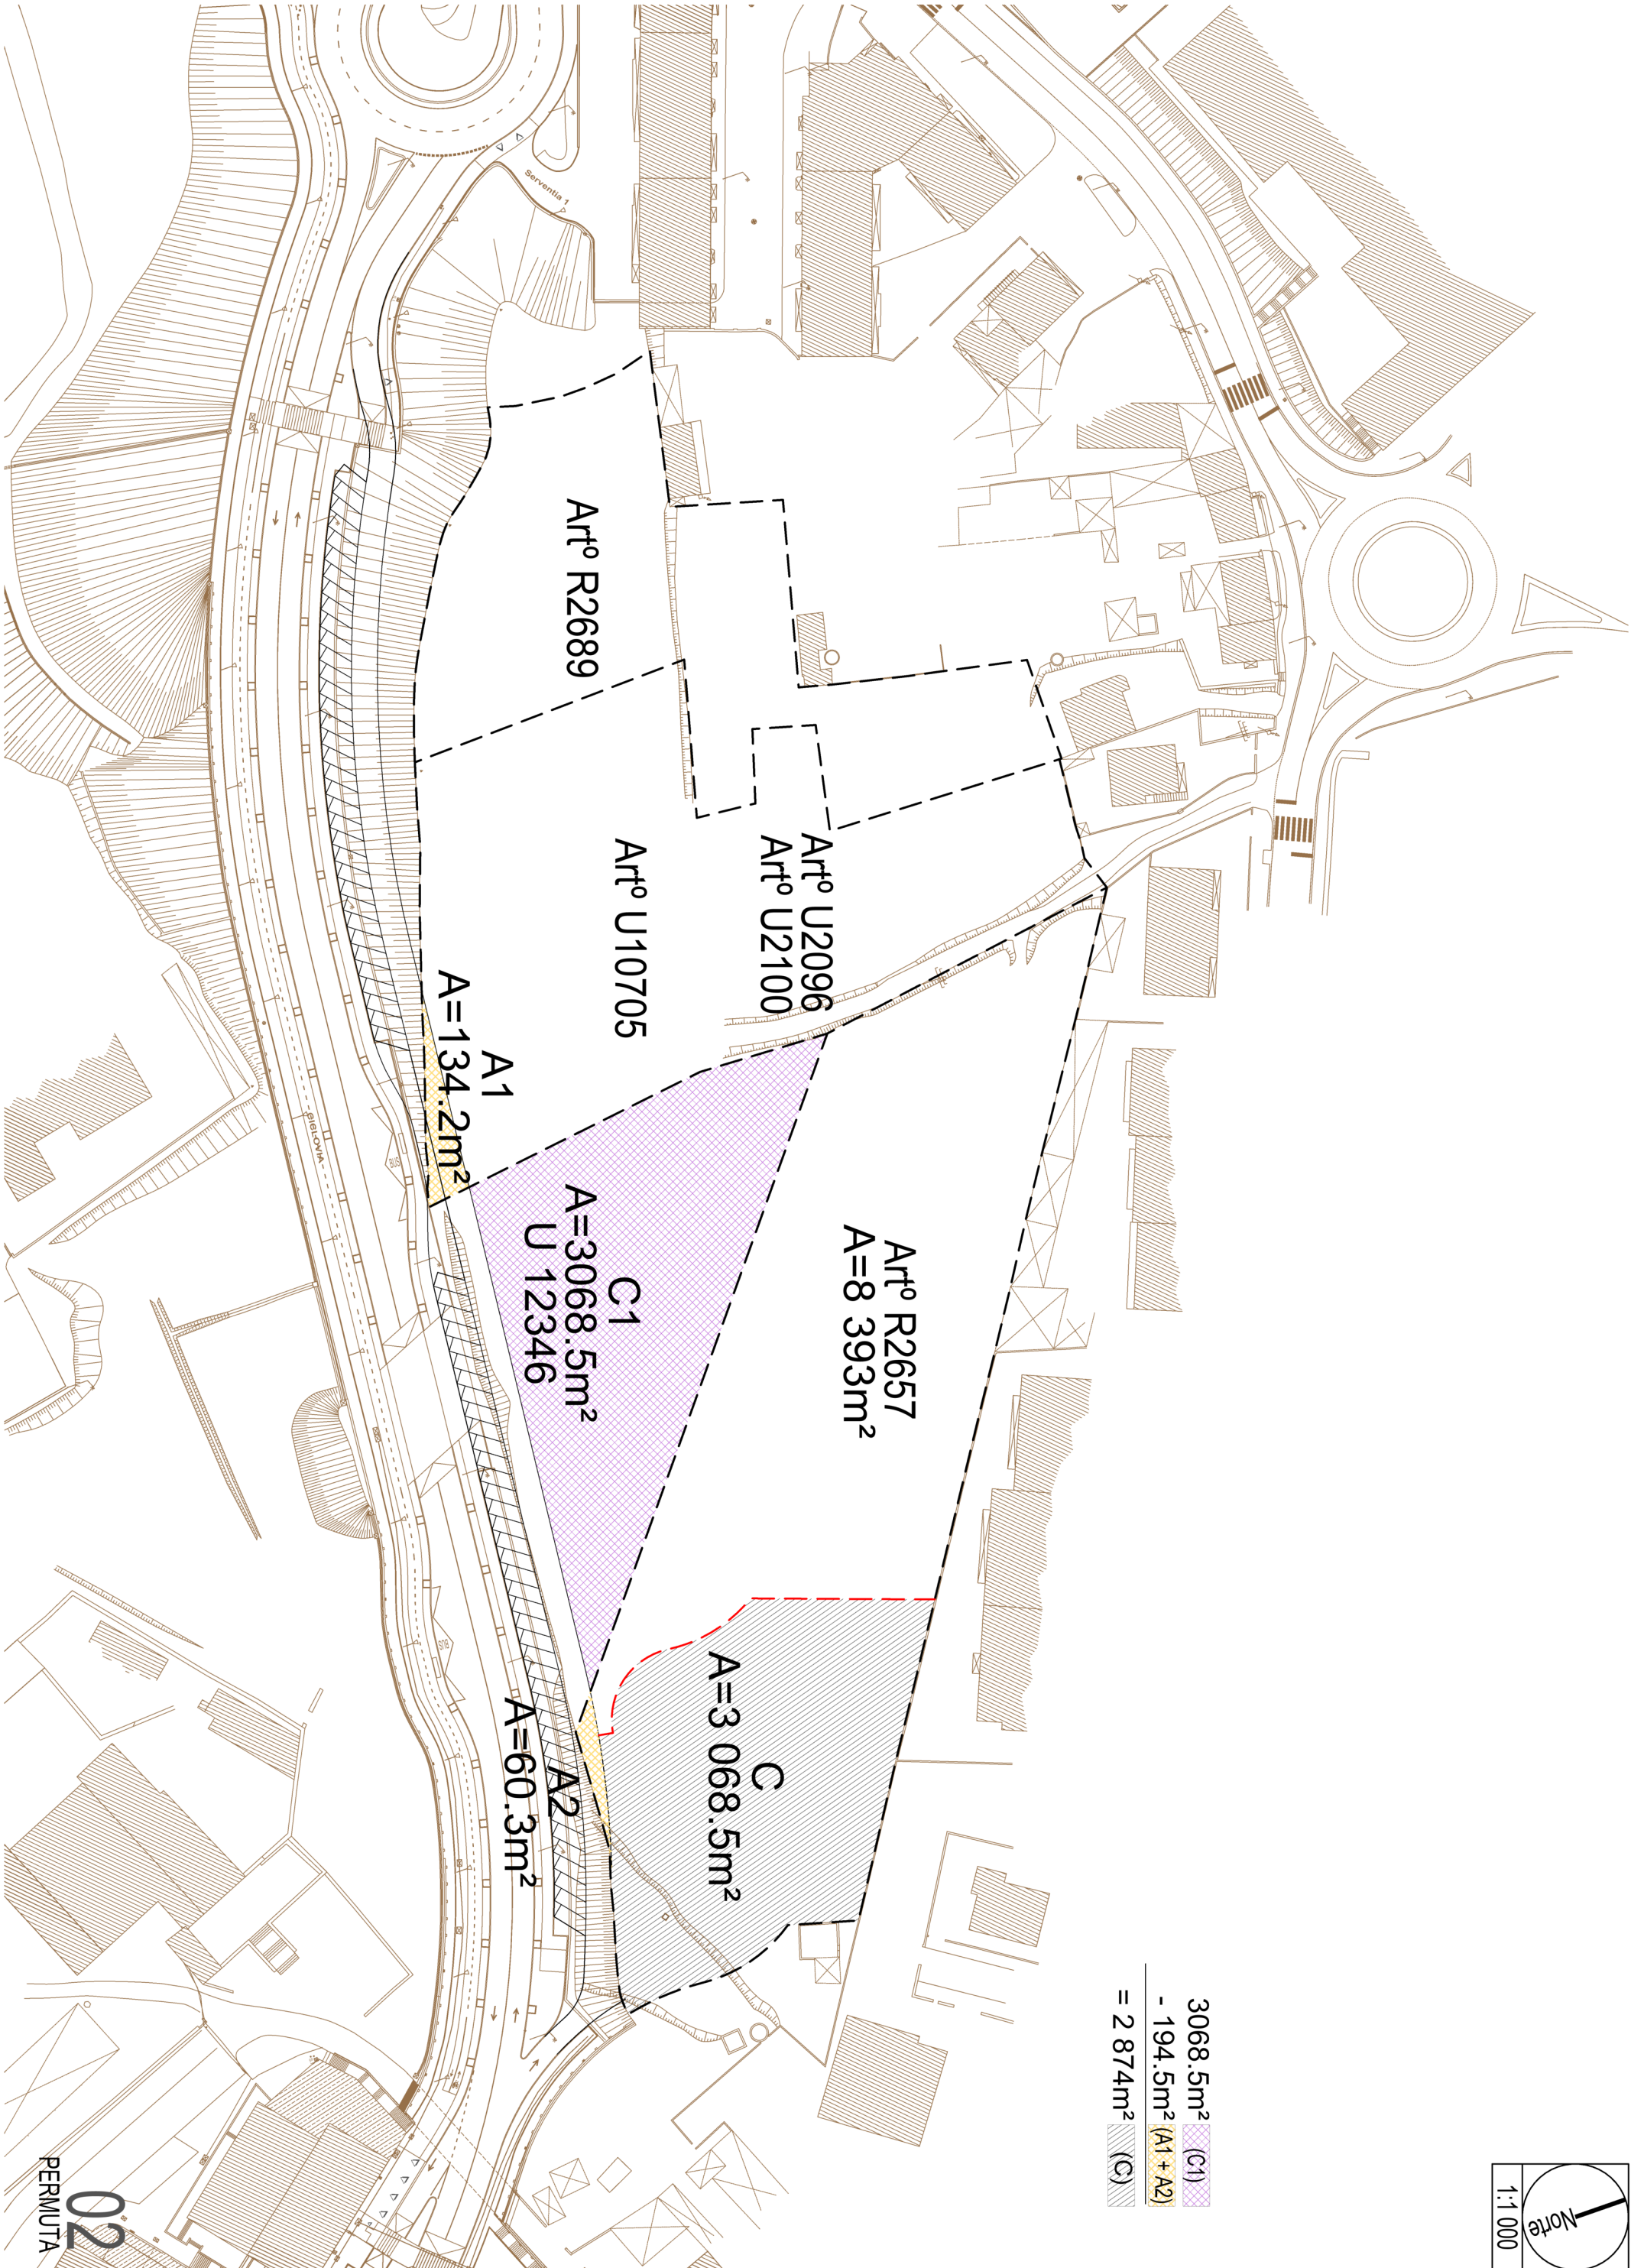 Serventia 1
Artº R2689
Artº U10705
Artº U2096
Artº U2100
A1
A=134.2m²
C1
A=3068.5m²
U 12346
Artº R2657
A=8 393m²
C
A=3 068.5m²
A2
A=60.3m²
CICLOVIA
3068.5m² (C1)
- 194.5m² (A1 + A2)
= 2 874m² (C)
Norte
1:1 000
02
PERMUTA